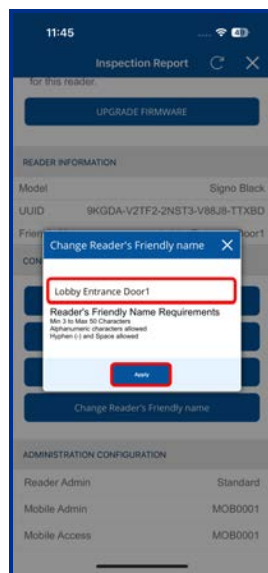 11:45
Inspection Report
for this reader.
UPGRADE FIRMWARE
READER INFORMATION
Model Signo Black
UUID 9KGDA-V2TF2-2NST3-V88J8-TTXBD
Door1
Change Reader's Friendly name
CON
Lobby Entrance Door1
Reader's Friendly Name Requirements
Min 3 to Max 50 Characters
Alphanumeric characters allowed
Hyphen (-) and Space allowed
Apply
Change Reader's Friendly name
ADMINISTRATION CONFIGURATION
Reader Admin Standard
Mobile Admin MOB0001
Mobile Access MOB0001